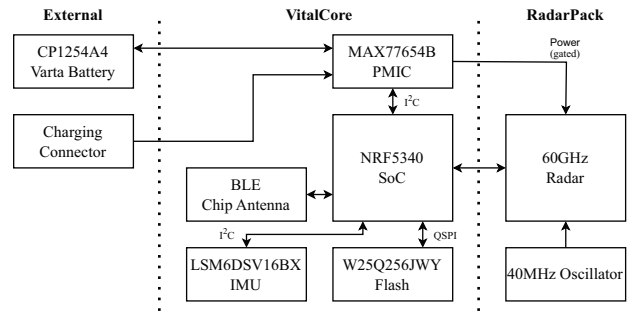 External
VitalCore
RadarPack
CP1254A4
Varta Battery
MAX77654B
PMIC
Power
(gated)
I²C
Charging
Connector
NRF5340
SoC
60GHz
Radar
BLE
Chip Antenna
I²C
QSPI
LSM6DSV16BX
IMU
W25Q256JWY
Flash
40MHz Oscillator